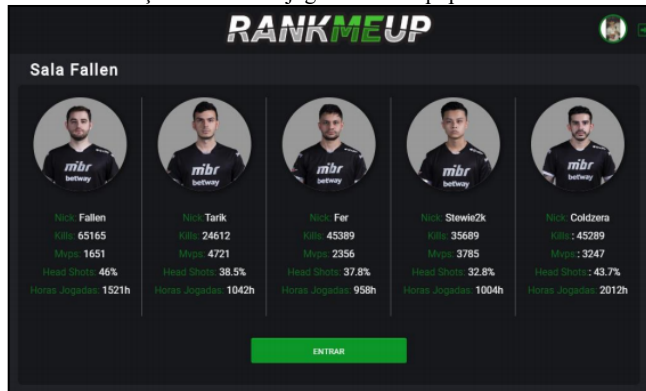 RANKMEUP
Sala Fallen
mibr mibr mibr mibr mibr
betway betway betway betway betway
Nick: Fallen
Kills: 65165
Mvps: 1651
Head Shots: 46%
Horas Jogadas: 1521h
Nick: Tarik
Kills: 24612
Mvps: 4721
Head Shots: 38.5%
Horas Jogadas: 1042h
Nick: Fer
Kills: 45389
Mvps: 2356
Head Shots: 37.8%
Horas Jogadas: 958h
Nick: Stewie2k
Kills: 35689
Mvps: 3785
Head Shots: 32.8%
Horas Jogadas: 1004h
Nick: Coldzera
Kills : 45289
Mvps : 3247
Head Shots : 43.7%
Horas Jogadas: 2012h
ENTRAR